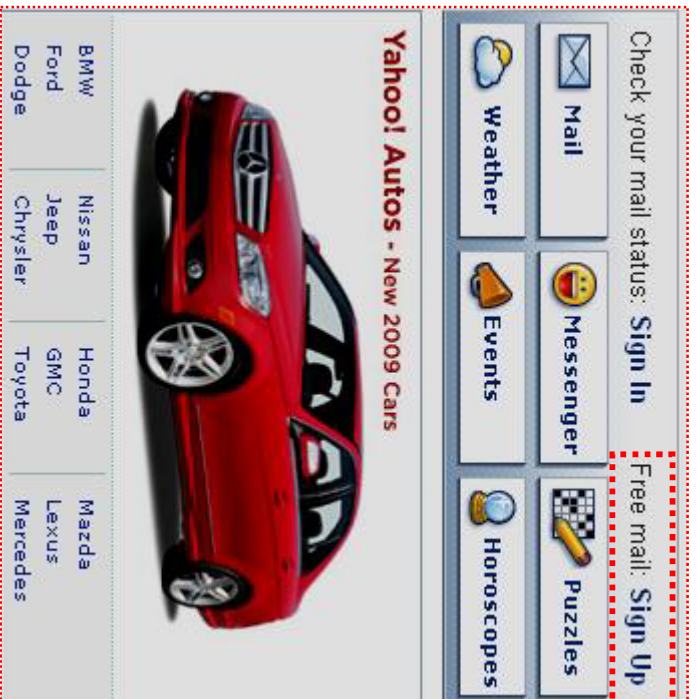 Check your mail status: Sign In Free mail: Sign Up
Mail Messenger Puzzles
Weather Events Horoscopes
Yahoo! Autos - New 2009 Cars
BMW Nissan Honda Mazda
Ford Jeep GMC Lexus
Dodge Chrysler Toyota Mercedes